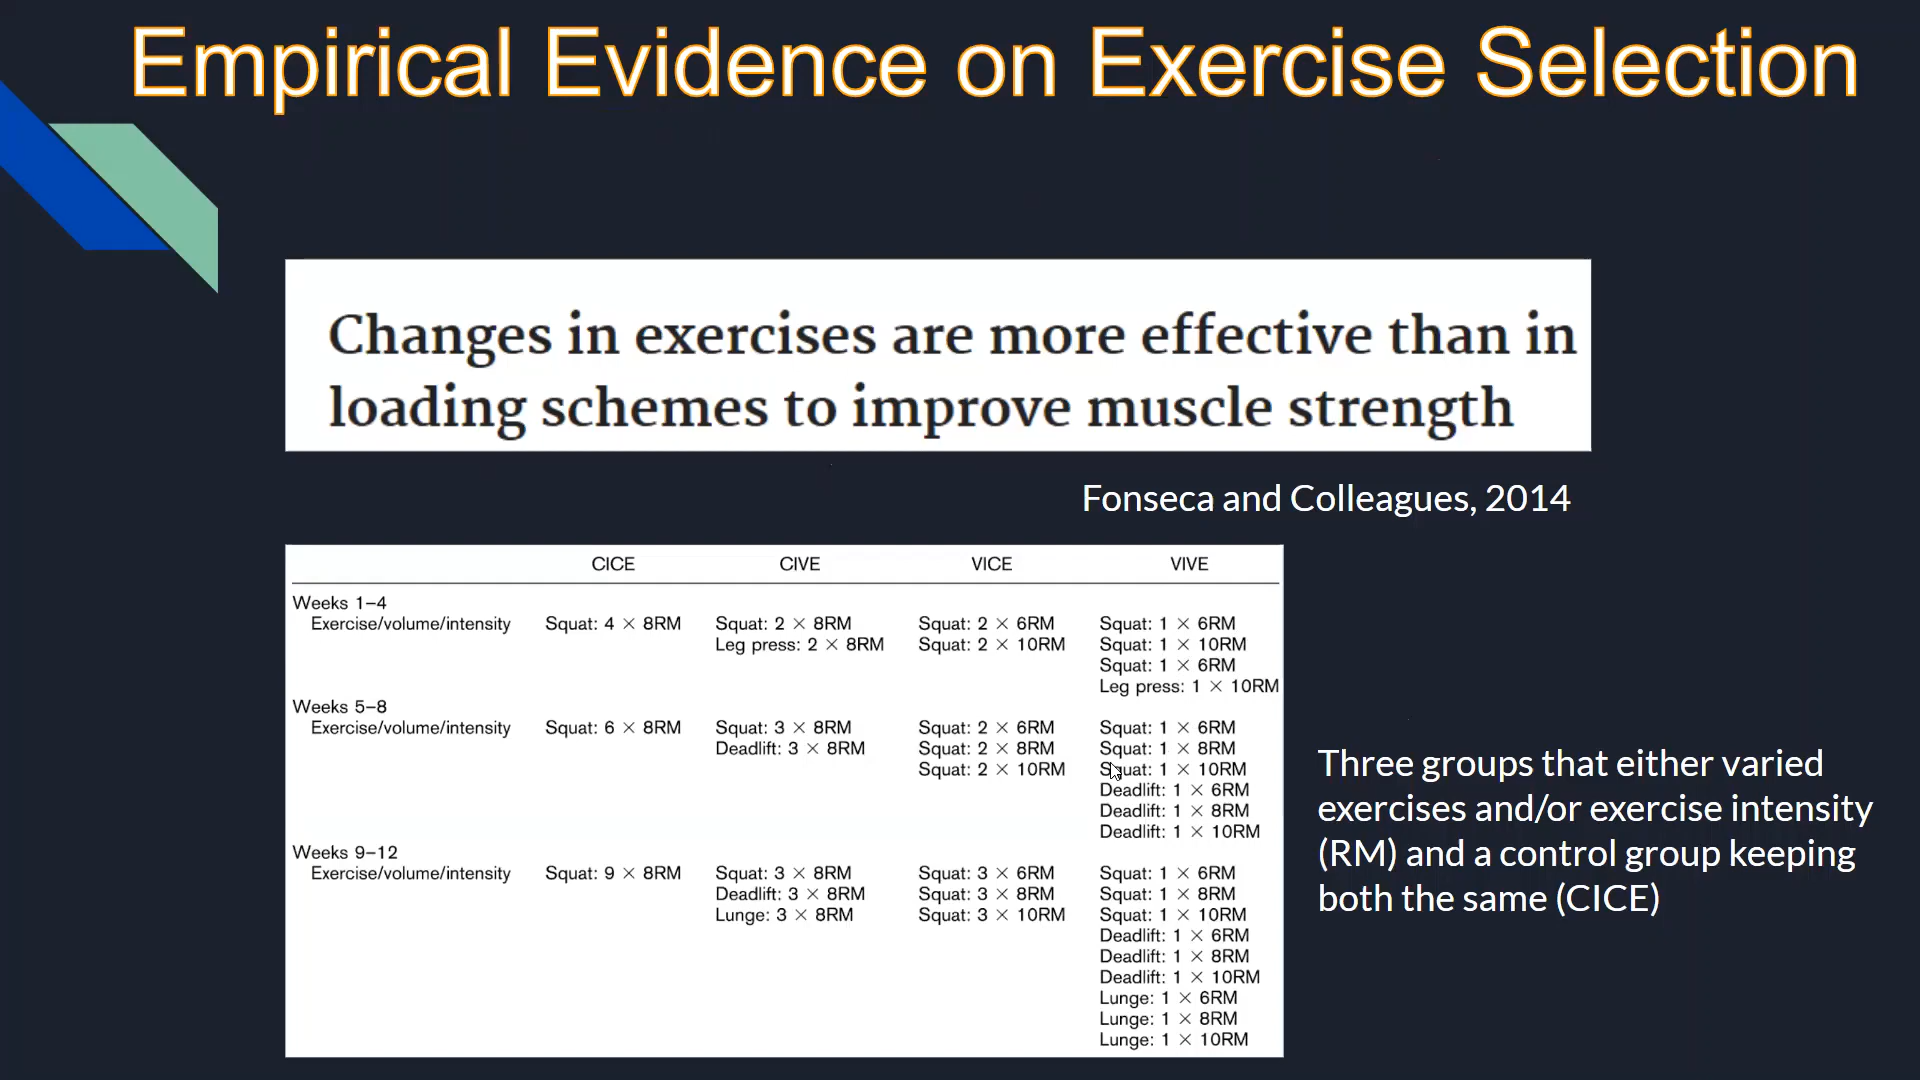 Empirical Evidence on Exercise Selection
Changes in exercises are more effective than in
loading schemes to improve muscle strength
Fonseca and Colleagues, 2014
CICE CIVE VICE VIVE
Weeks 1–4
Exercise/volume/intensity Squat: 4 × 8RM Squat: 2 × 8RM Squat: 2 × 6RM Squat: 1 × 6RM
Leg press: 2 × 8RM Squat: 2 × 10RM Squat: 1 × 10RM
Squat: 1 × 6RM
Leg press: 1 × 10RM
Weeks 5–8
Exercise/volume/intensity Squat: 6 × 8RM Squat: 3 × 8RM Squat: 2 × 6RM Squat: 1 × 6RM
Deadlift: 3 × 8RM Squat: 2 × 8RM Squat: 1 × 8RM
Squat: 2 × 10RM Squat: 1 × 10RM
Deadlift: 1 × 6RM
Deadlift: 1 × 8RM
Deadlift: 1 × 10RM
Weeks 9–12
Exercise/volume/intensity Squat: 9 × 8RM Squat: 3 × 8RM Squat: 3 × 6RM Squat: 1 × 6RM
Deadlift: 3 × 8RM Squat: 3 × 8RM Squat: 1 × 8RM
Lunge: 3 × 8RM Squat: 3 × 10RM Squat: 1 × 10RM
Deadlift: 1 × 6RM
Deadlift: 1 × 8RM
Deadlift: 1 × 10RM
Lunge: 1 × 6RM
Lunge: 1 × 8RM
Lunge: 1 × 10RM
Three groups that either varied
exercises and/or exercise intensity
(RM) and a control group keeping
both the same (CICE)